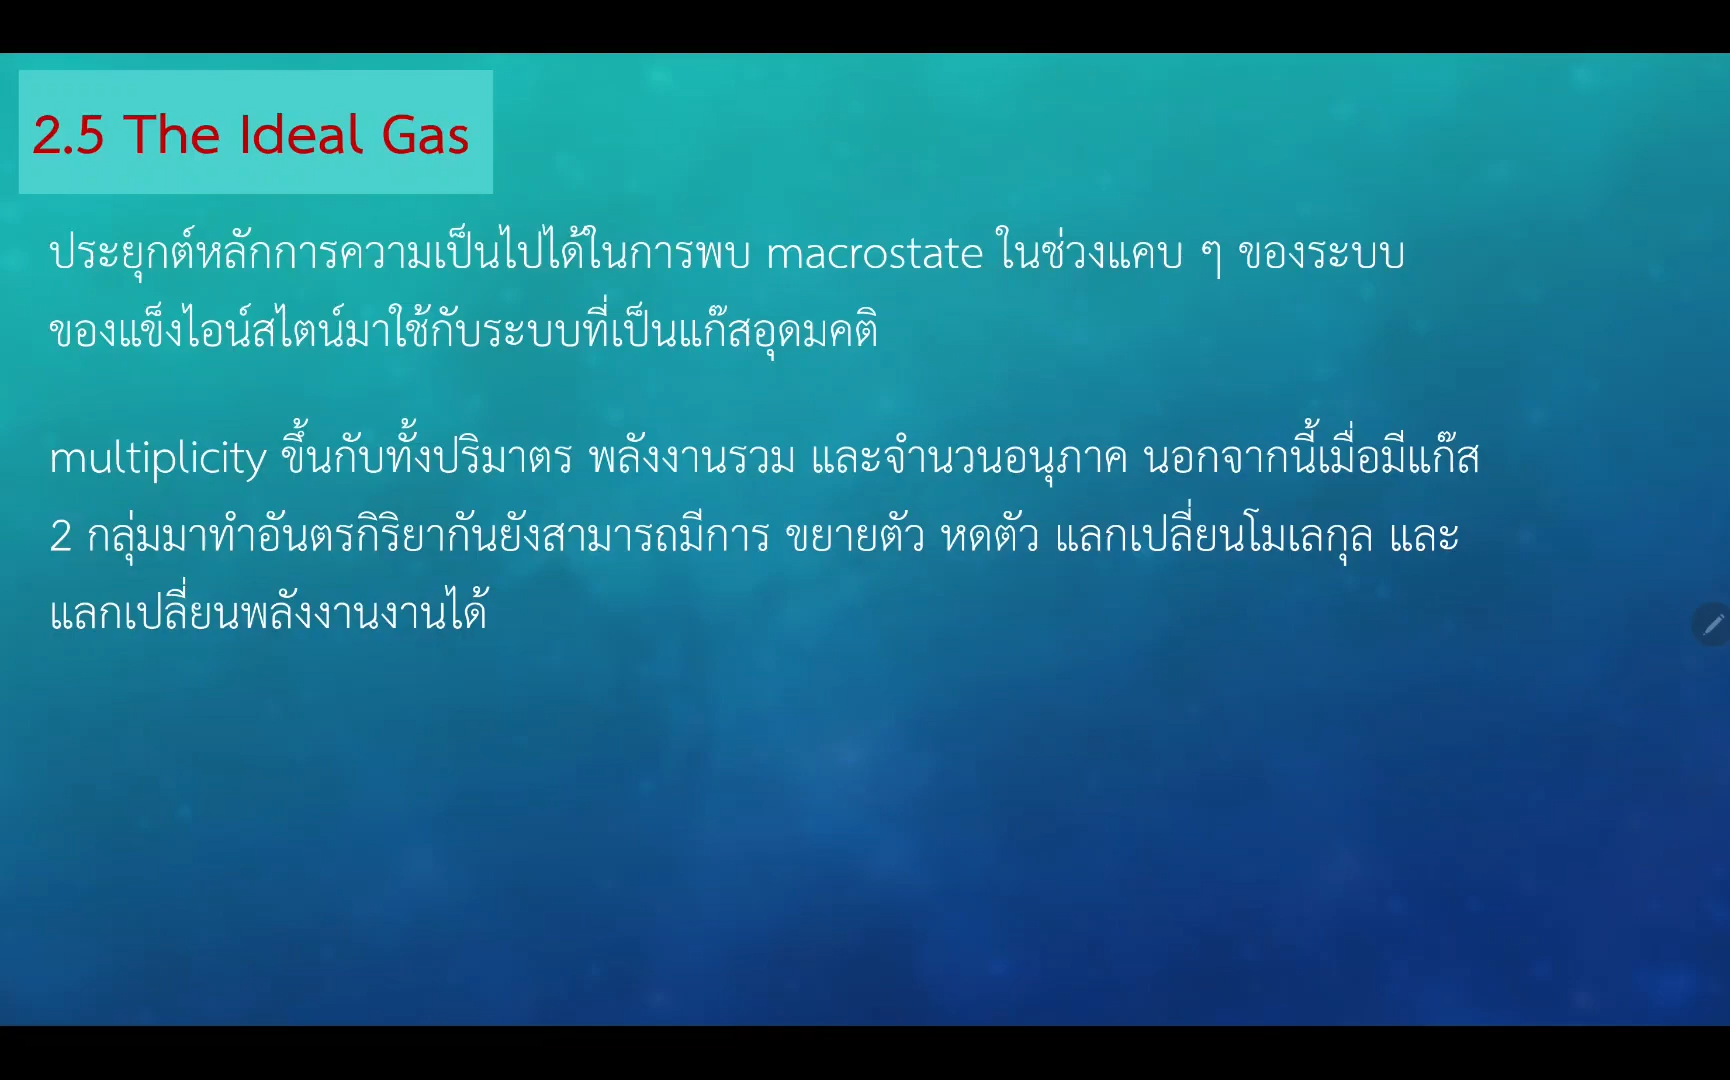 2.5 The Ideal Gas
ประยุกต์หลักการความเป็นไปได้ในการพบ macrostate ในช่วงแคบ ๆ ของระบบ
ของแข็งไอน์สไตน์มาใช้กับระบบที่เป็นแก๊สอุดมคติ
multiplicity ขึ้นกับทั้งปริมาตร พลังงานรวม และจำนวนอนุภาค นอกจากนี้เมื่อมีแก๊ส
2 กลุ่มมาทำอันตรกิริยากันยังสามารถมีการ ขยายตัว หดตัว แลกเปลี่ยนโมเลกุล และ
แลกเปลี่ยนพลังงานงานได้